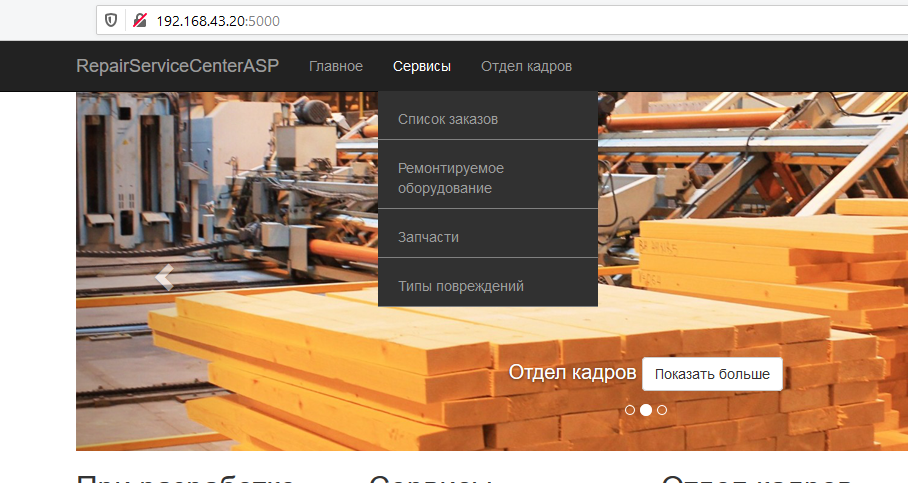 192.168.43.20:5000
RepairServiceCenterASP Главное Сервисы Отдел кадров
Список заказов
Ремонтируемое
оборудование
Запчасти
Типы повреждений
Отдел кадров Показать больше
При разработке Сервисы Отдел кадров